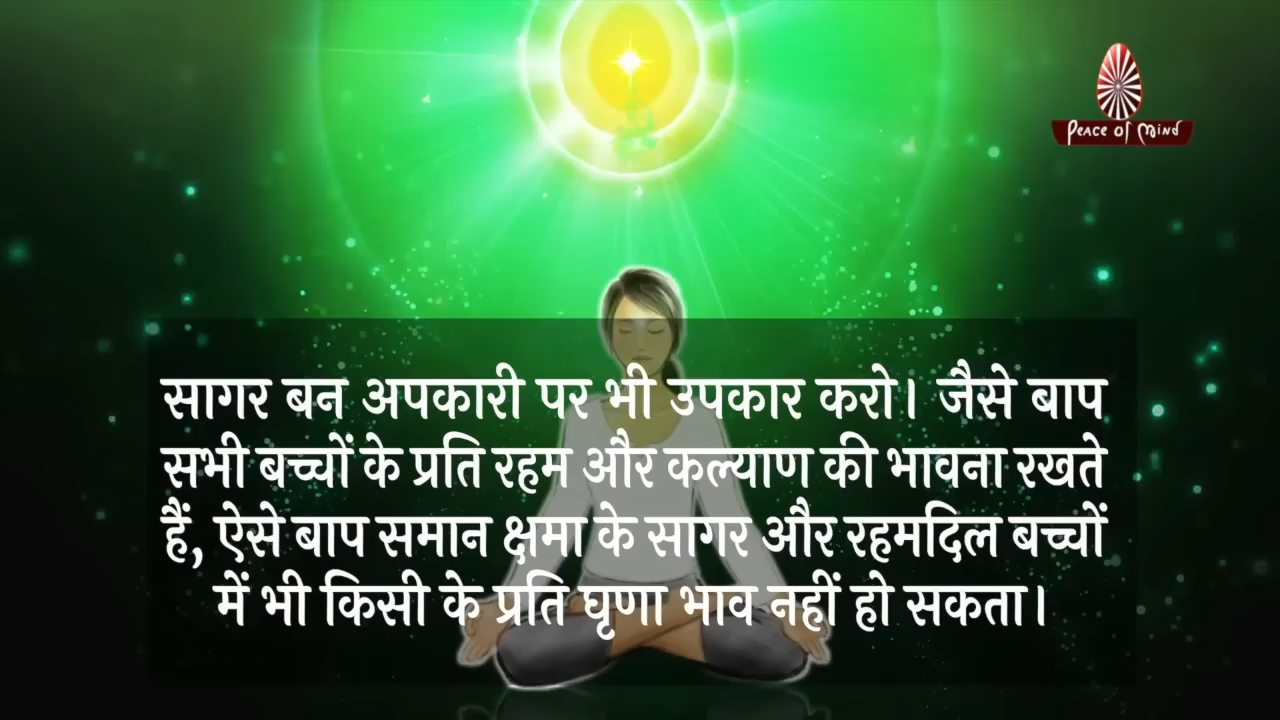 Peace of Mind
सागर बन अपकारी पर भी उपकार करो। जैसे बाप
सभी बच्चों के प्रति रहम और कल्याण की भावना रखते
हैं, ऐसे बाप समान क्षमा के सागर और रहमदिल बच्चों
में भी किसी के प्रति घृणा भाव नहीं हो सकता।